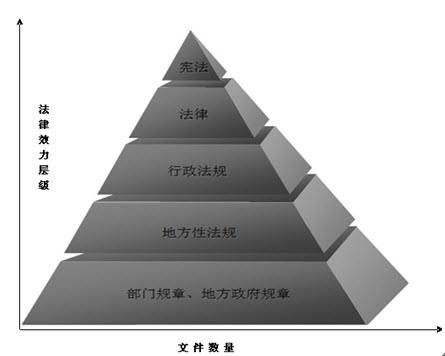 宪法
法律
行政法规
地方性法规
部门规章、地方政府规章
法律效力层级
文件数量